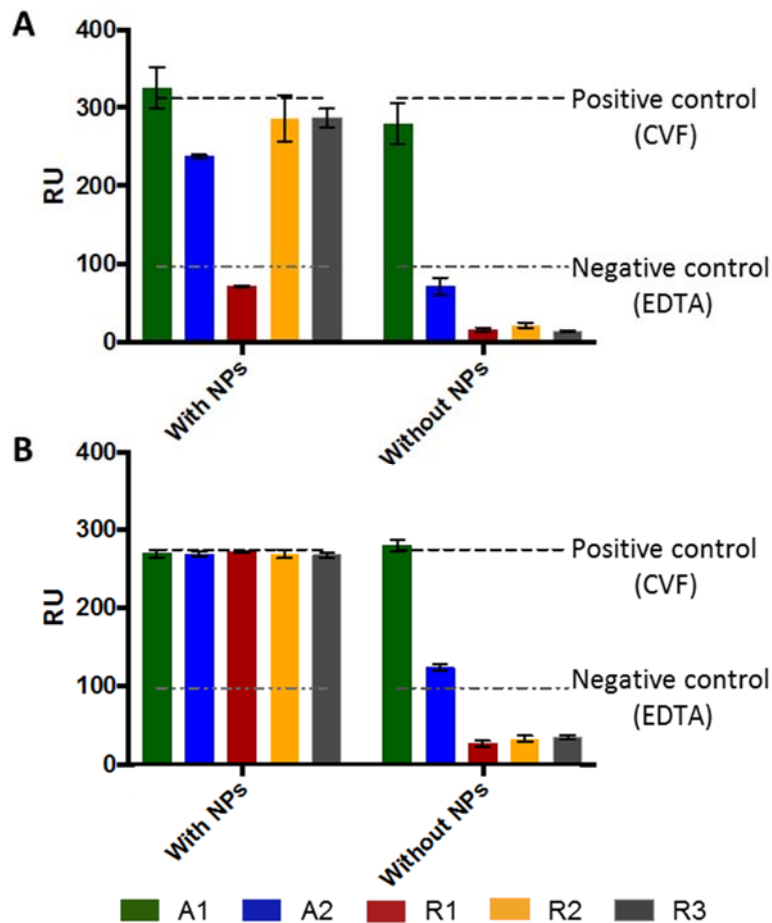 A
400
300
200
100
0
RU
Positive control
(CVF)
Negative control
(EDTA)
With NPs
Without NPs
B
400
300
200
100
0
RU
Positive control
(CVF)
Negative control
(EDTA)
With NPs
Without NPs
A1 A2 R1 R2 R3